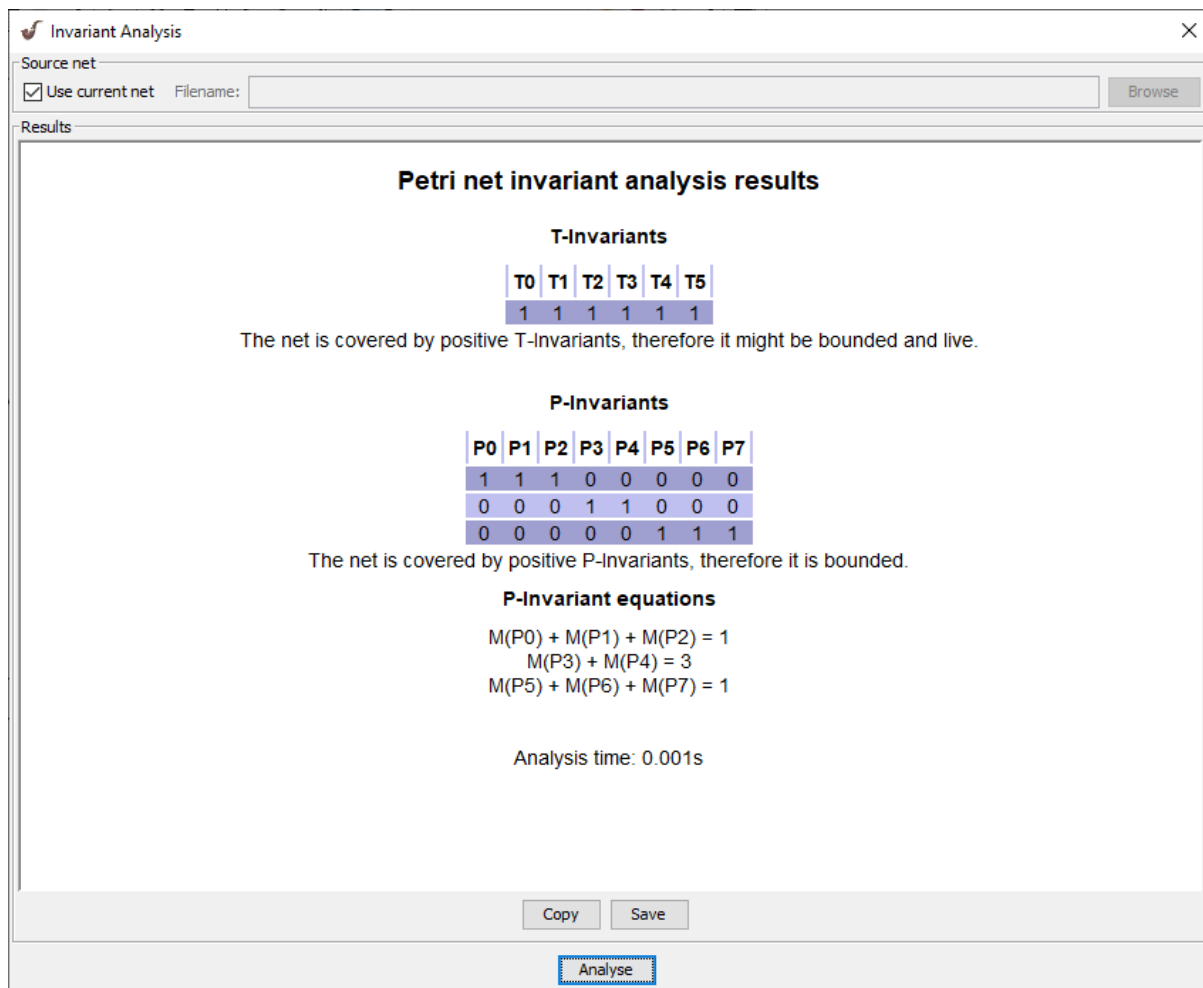 Invariant Analysis
Source net
Use current net Filename: Browse
Results
Petri net invariant analysis results
T-Invariants
T0 T1 T2 T3 T4 T5
1 1 1 1 1 1
The net is covered by positive T-Invariants, therefore it might be bounded and live.
P-Invariants
P0 P1 P2 P3 P4 P5 P6 P7
1 1 1 0 0 0 0 0
0 0 0 1 1 0 0 0
0 0 0 0 0 1 1 1
The net is covered by positive P-Invariants, therefore it is bounded.
P-Invariant equations
M(P0) + M(P1) + M(P2) = 1
M(P3) + M(P4) = 3
M(P5) + M(P6) + M(P7) = 1
Analysis time: 0.001s
Copy Save
Analyse